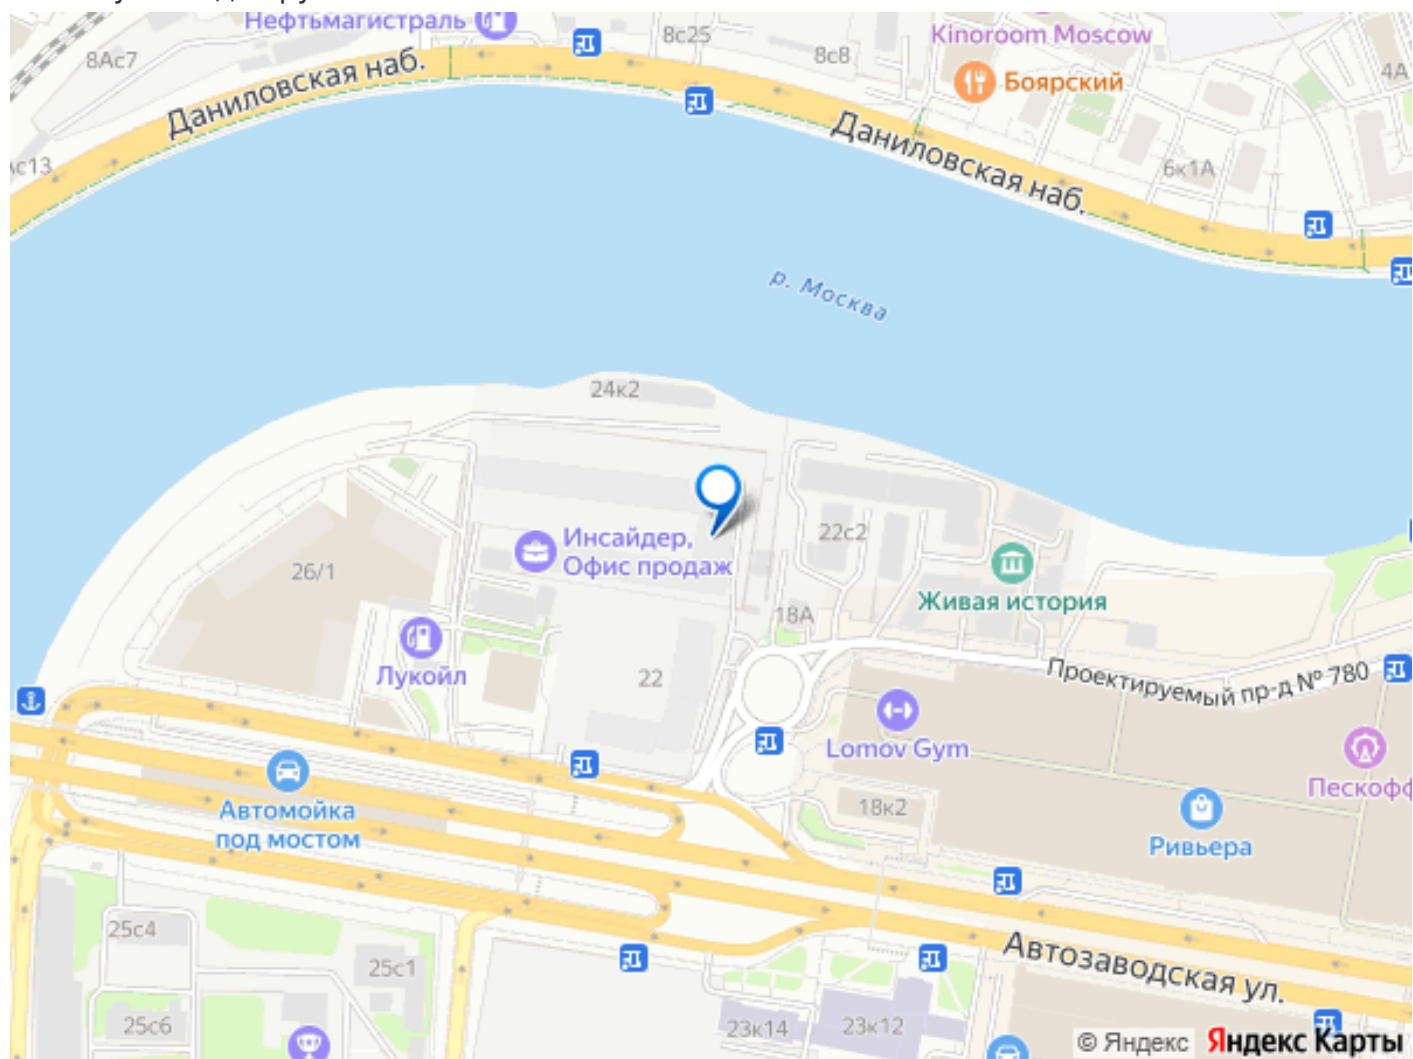 Нефтьмагистраль
8с25
8с8
Kinoroom Moscow
8Ас7
Боярский
4А
Даниловская наб.
Даниловская наб.
6к1А
р. Москва
24к2
22с2
Инсайдер,
Офис продаж
26/1
Живая история
18А
Лукойл
22
Проектируемый пр-д № 780
Lomov Gym
Пескофф
18к2
Автомойка
под мостом
Ривьера
25с4
25с1
Автозаводская ул.
25с6
23к14
23к12
© Яндекс Яндекс Карты